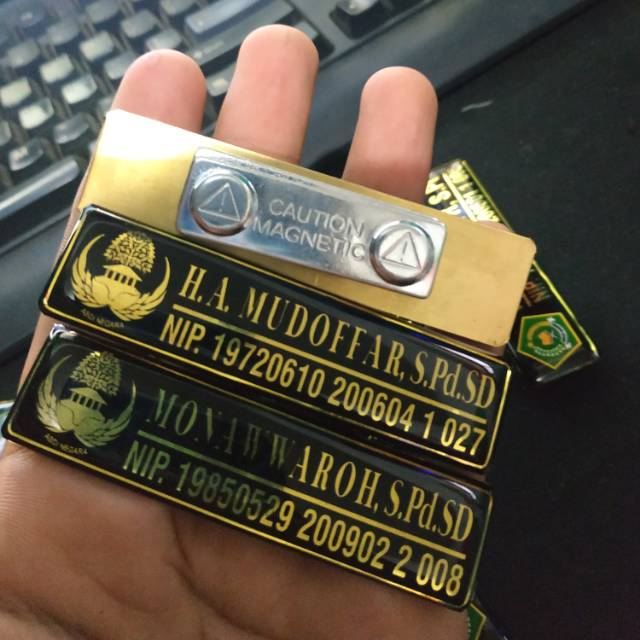 CAUTION
MAGNETIC
H.A. MUDOFFAR, S.Pd.SD
NIP. 19720610 200604 1 027
MONAWWAROH, S.Pd.SD
NIP. 19850529 200902 2 008